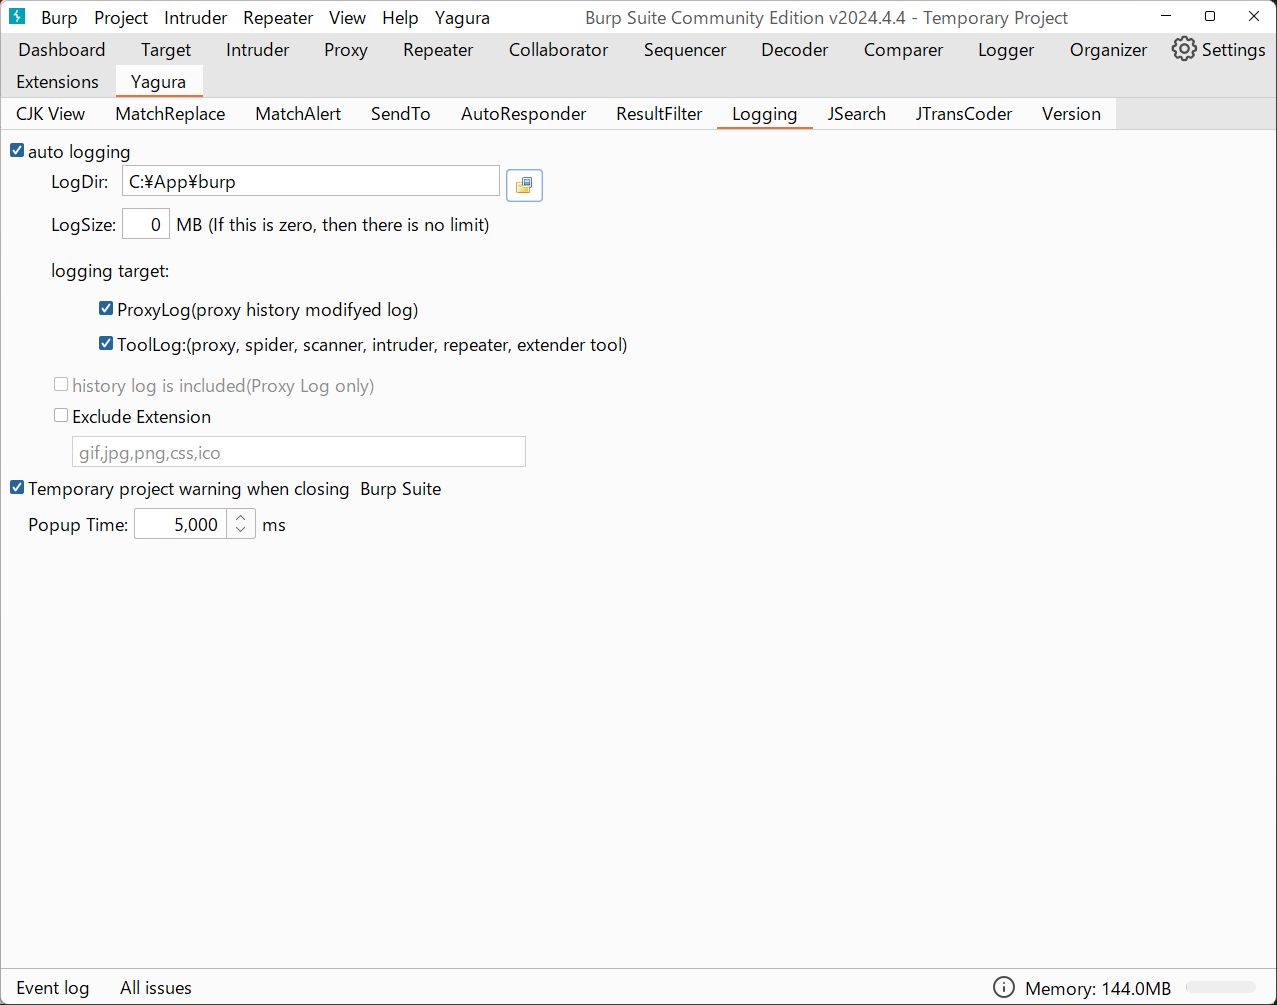 Burp Project Intruder Repeater View Help Yagura Burp Suite Community Edition v2024.4.4 - Temporary Project
Dashboard Target Intruder Proxy Repeater Collaborator Sequencer Decoder Comparer Logger Organizer Settings
Extensions Yagura
CJK View MatchReplace MatchAlert SendTo AutoResponder ResultFilter Logging JSearch JTransCoder Version
auto logging
LogDir: C:¥App¥burp
LogSize: 0 MB (If this is zero, then there is no limit)
logging target:
ProxyLog(proxy history modifyed log)
ToolLog:(proxy, spider, scanner, intruder, repeater, extender tool)
history log is included(Proxy Log only)
Exclude Extension
gif,jpg,png,css,ico
Temporary project warning when closing Burp Suite
Popup Time: 5,000 ms
Event log All issues Memory: 144.0MB